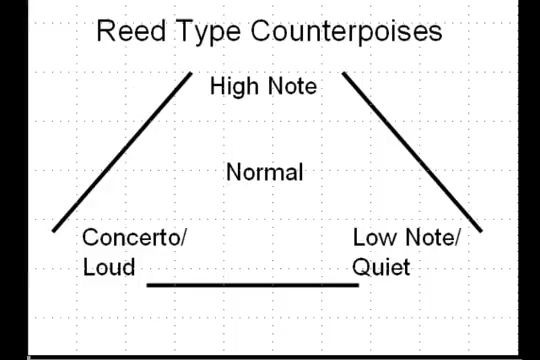 Reed Type Counterpoises
High Note
Normal
Concerto/
Loud
Low Note/
Quiet